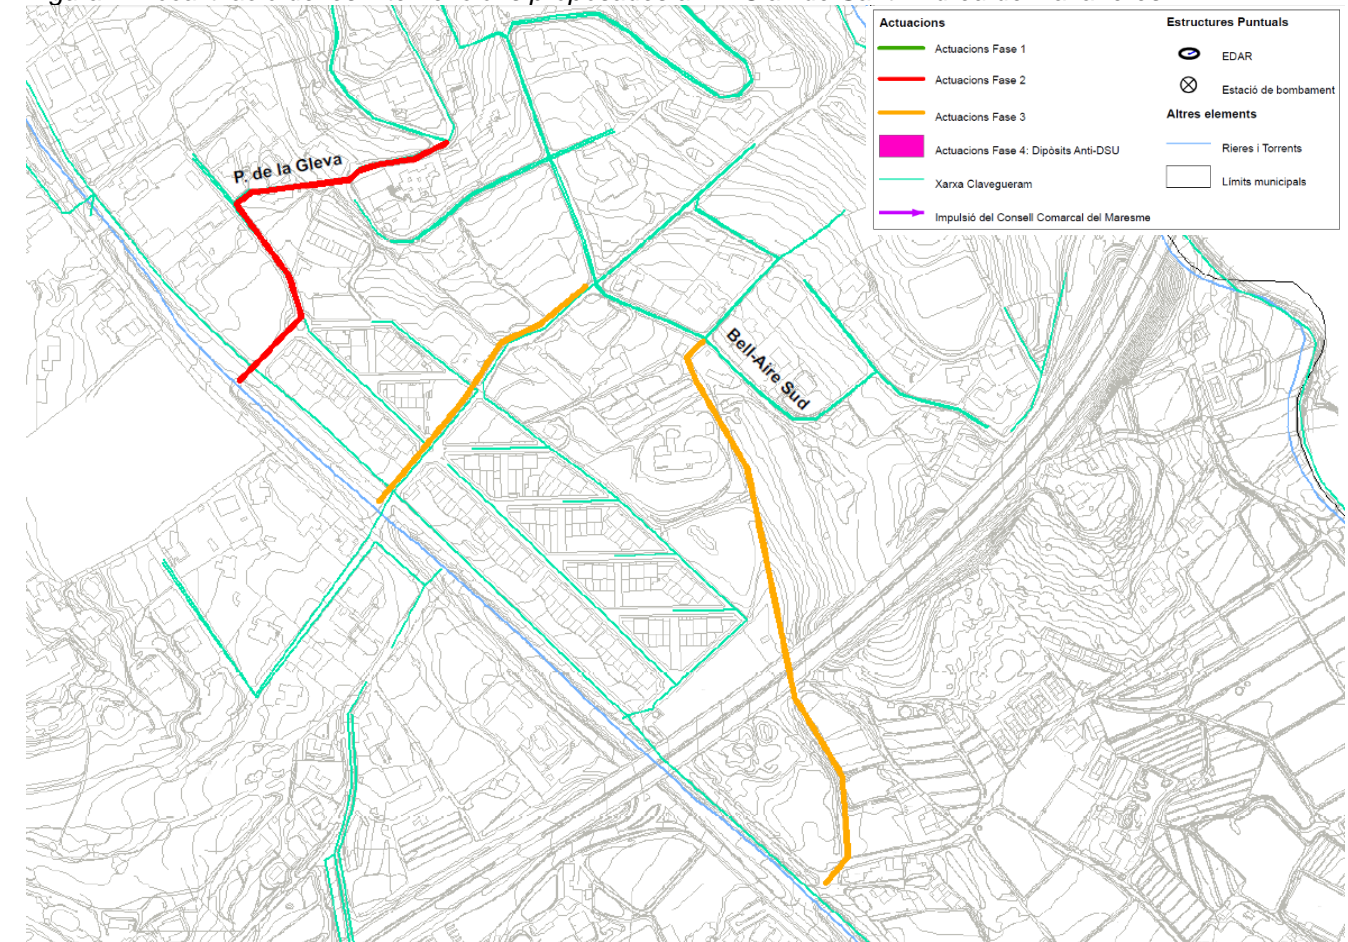 Actuacions
Actuacions Fase 1
Actuacions Fase 2
Actuacions Fase 3
Actuacions Fase 4: Dipòsits Anti-DSU
Xarxa Clavegueram
Impulsió del Consell Comarcal del Maresme
Estructures Puntuals
EDAR
Estació de bombament
Altres elements
Rieres i Torrents
Límits municipals
P. de la Gleva
Bell-Aire Sud